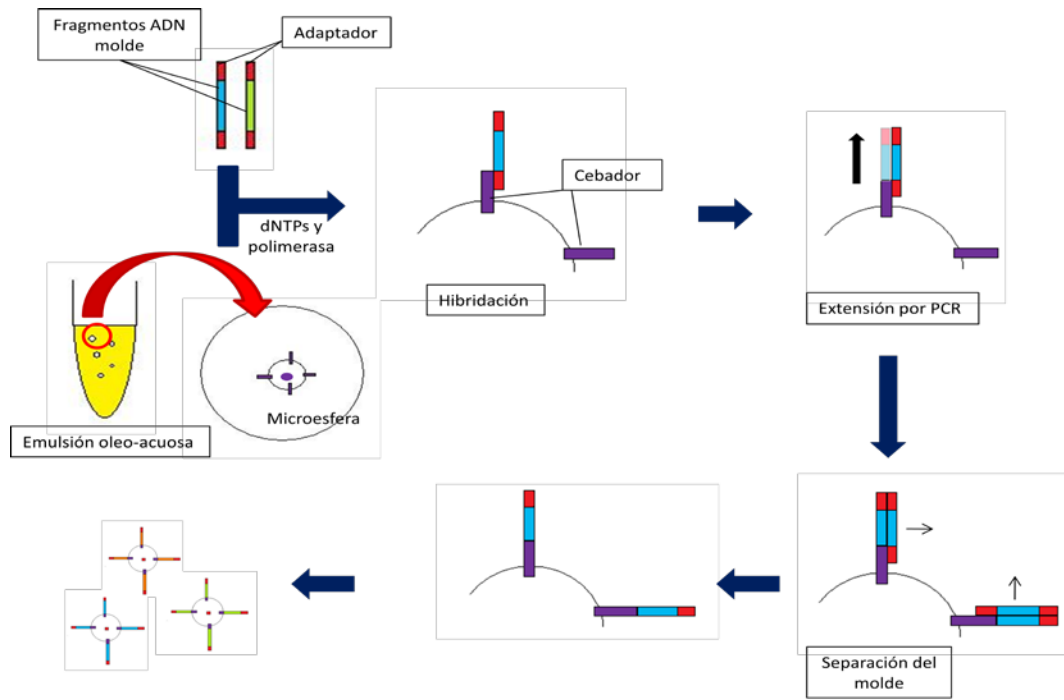 Fragmentos ADN
molde
Adaptador
dNTPs y
polimerasa
Cebador
Hibridación
Extensión por PCR
Microesfera
Emulsión oleo-acuosa
Separación del
molde